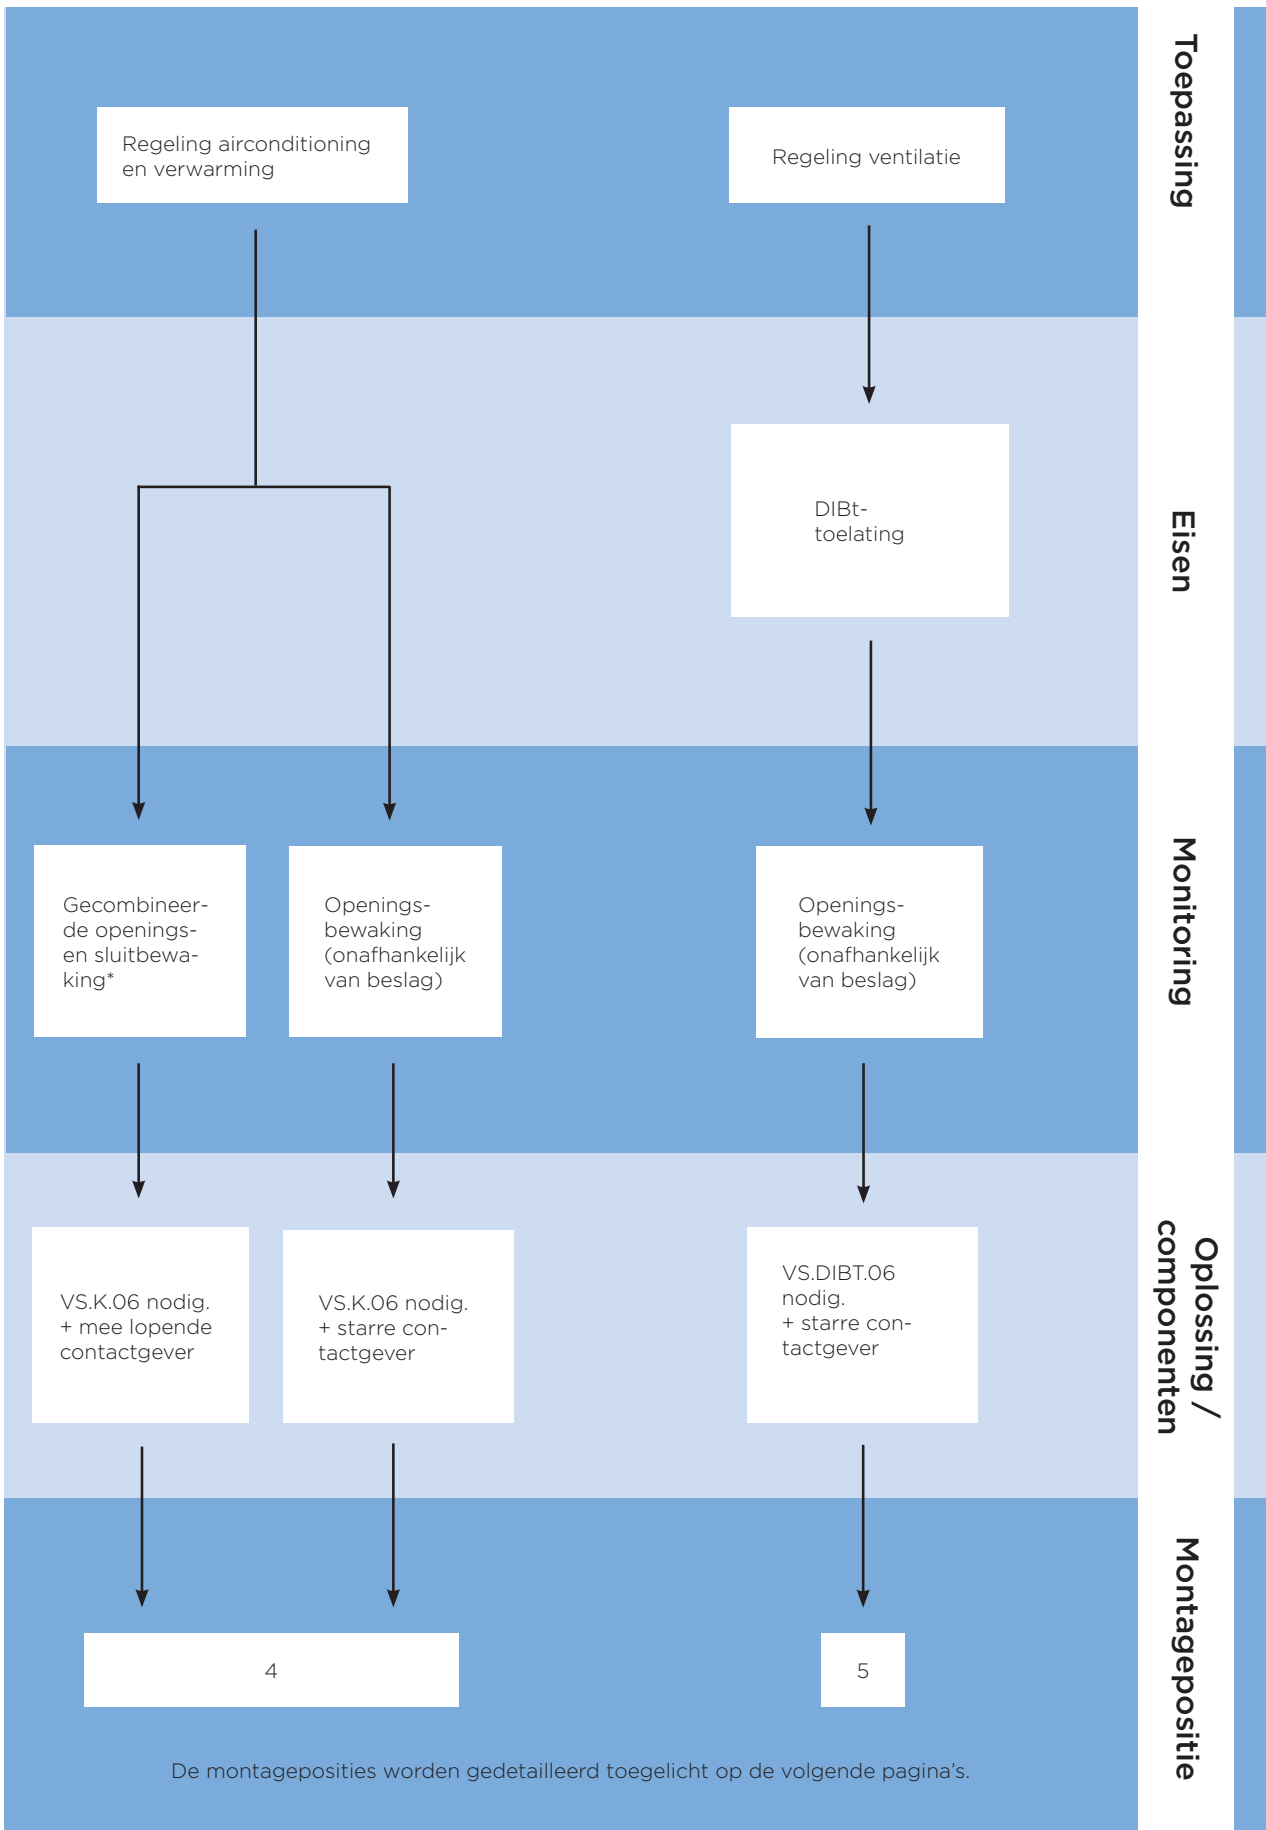 Toepassing
Regeling airconditioning
en verwarming
Regeling ventilatie
Eisen
DIBt-
toelating
Monitoring
Gecombineer-
de openings-
en sluitbewa-
king*
Openings-
bewaking
(onafhankelijk
van beslag)
Openings-
bewaking
(onafhankelijk
van beslag)
Oplossing /
componenten
VS.K.06 nodig.
+ mee lopende
contactgever
VS.K.06 nodig.
+ starre con-
tactgever
VS.DIBT.06
nodig.
+ starre con-
tactgever
Montagepositie
4
5
De montageposities worden gedetailleerd toegelicht op de volgende pagina’s.